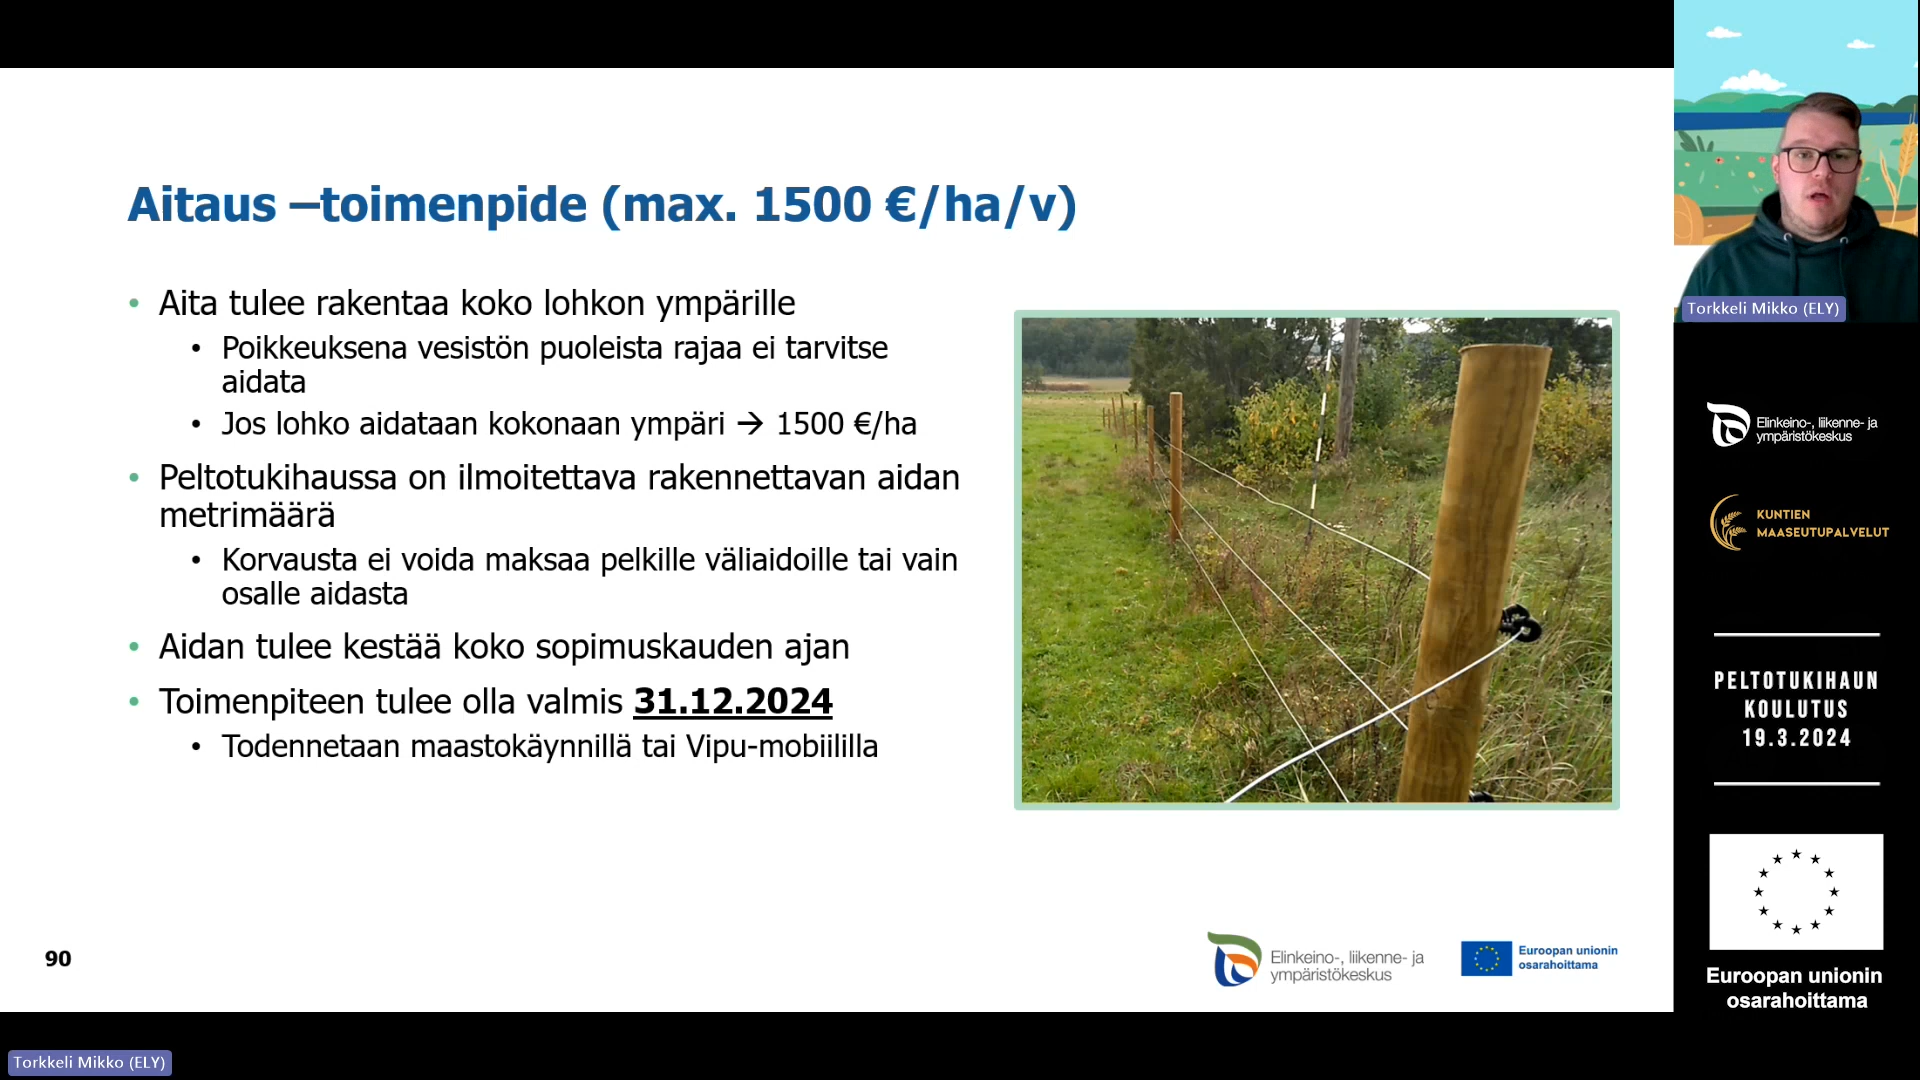 Aitaus –toimenpide (max. 1500 €/ha/v)
• Aita tulee rakentaa koko lohkon ympärille
• Poikkeuksena vesistön puoleista rajaa ei tarvitse
aidata
• Jos lohko aidataan kokonaan ympäri → 1500 €/ha
• Peltotukihaussa on ilmoitettava rakennettavan aidan
metrimäärä
• Korvausta ei voida maksaa pelkille väliaidoille tai vain
osalle aidasta
• Aidan tulee kestää koko sopimuskauden ajan
• Toimenpiteen tulee olla valmis 31.12.2024
• Todennetaan maastokäynnillä tai Vipu-mobiililla
90
Elinkeino-, liikenne- ja
ympäristökeskus
Euroopan unionin
osarahoittama
Torkkeli Mikko (ELY)
Elinkeino-, liikenne- ja
ympäristökeskus
KUNTIEN
MAASEUTUPALVELUT
PELTOTUKIHAUN
KOULUTUS
19.3.2024
Euroopan unionin
osarahoittama
Torkkeli Mikko (ELY)